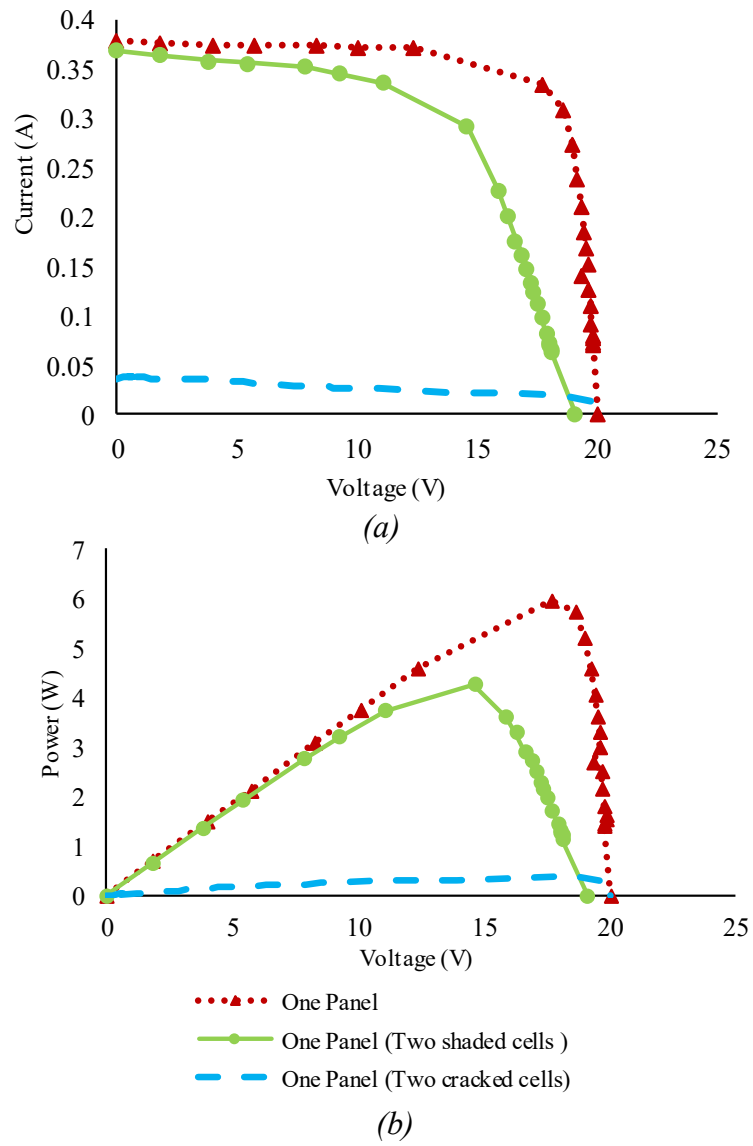 0.4
0.35
0.3
0.25
0.2
0.15
0.1
0.05
0
Current (A)
0 5 10 15 20 25
Voltage (V)
(a)
7
6
5
4
3
2
1
0
Power (W)
0 5 10 15 20 25
Voltage (V)
One Panel
One Panel (Two shaded cells )
One Panel (Two cracked cells)
(b)